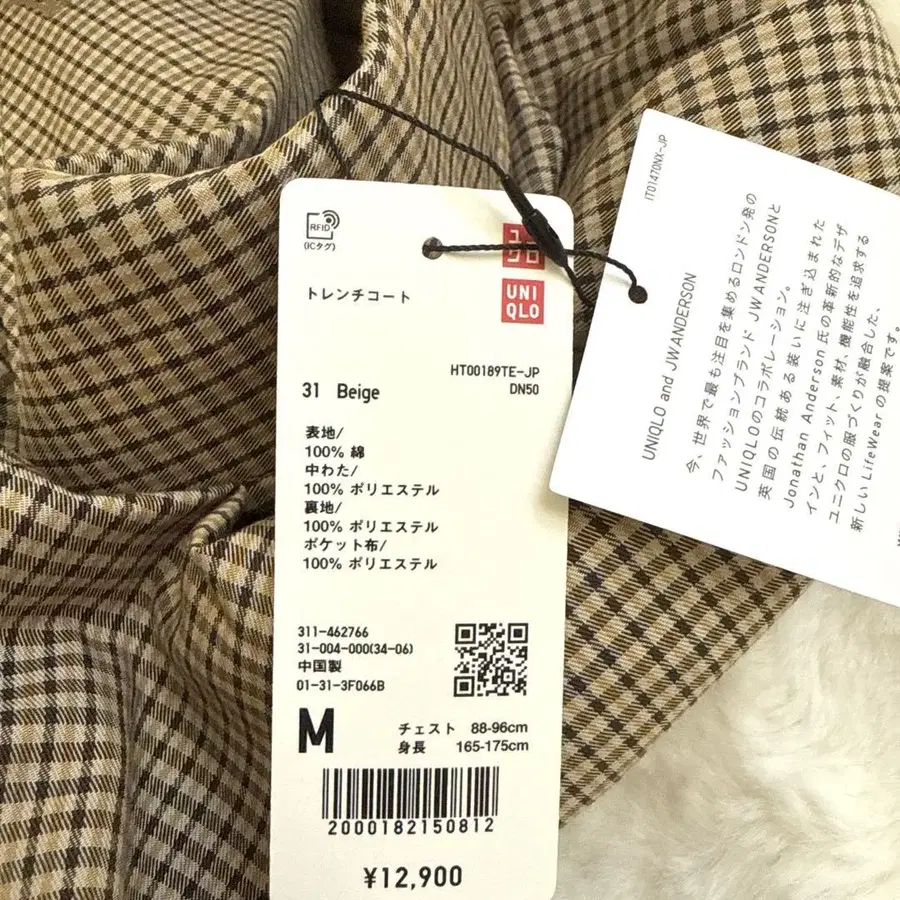 RFID
(ICタグ)
ユニ
クロ
UNI
QLO
トレンチコート
HT00189TE-JP
31 Beige
DN50
表地/
100% 綿
中わた/
100% ポリエステル
裏地/
100% ポリエステル
ポケット布/
100% ポリエステル
311-462766
31-004-000(34-06)
中国製
01-31-3F066B
M
チェスト 88-96cm
身長 165-175cm
2000182150812
¥12,900
IT01470NX-JP
UNIQLO and JW ANDERSON
今、世界で最も注目を集めるロンドン発の
ファッションブランド JW ANDERSONと
UNIQLOのコラボレーション。
英国の伝統ある装いに注ぎ込まれた
Jonathan Anderson 氏の革新的なデザ
インと、フィット、素材、機能性を追求する
ユニクロの服づくりが融合した、
新しい LifeWear の提案です。